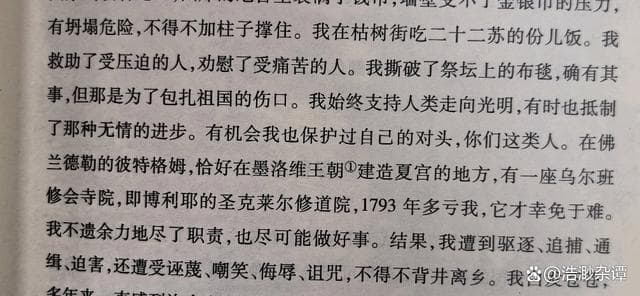 钱币，墙壁受不了金银币的压力，
有坍塌危险，不得不加柱子撑住。我在枯树街吃二十二苏的份儿饭。我
救助了受压迫的人，劝慰了受痛苦的人。我撕破了祭坛上的布毯，确有其
事，但那是为了包扎祖国的伤口。我始终支持人类走向光明，有时也抵制
了那种无情的进步。有机会我也保护过自己的对头，你们这类人。在佛
兰德勒的彼特格姆，恰好在墨洛维王朝①建造夏宫的地方，有一座乌尔班
修会寺院，即博利耶的圣克莱尔修道院，1793 年多亏我，它才幸免于难。
我不遗余力地尽了职责，也尽可能做好事。结果，我遭到驱逐、追捕、通
缉、迫害，还遭受诬蔑、嘲笑、侮辱、诅咒，不得不背井离乡。我
多年来
@浩渺杂谭